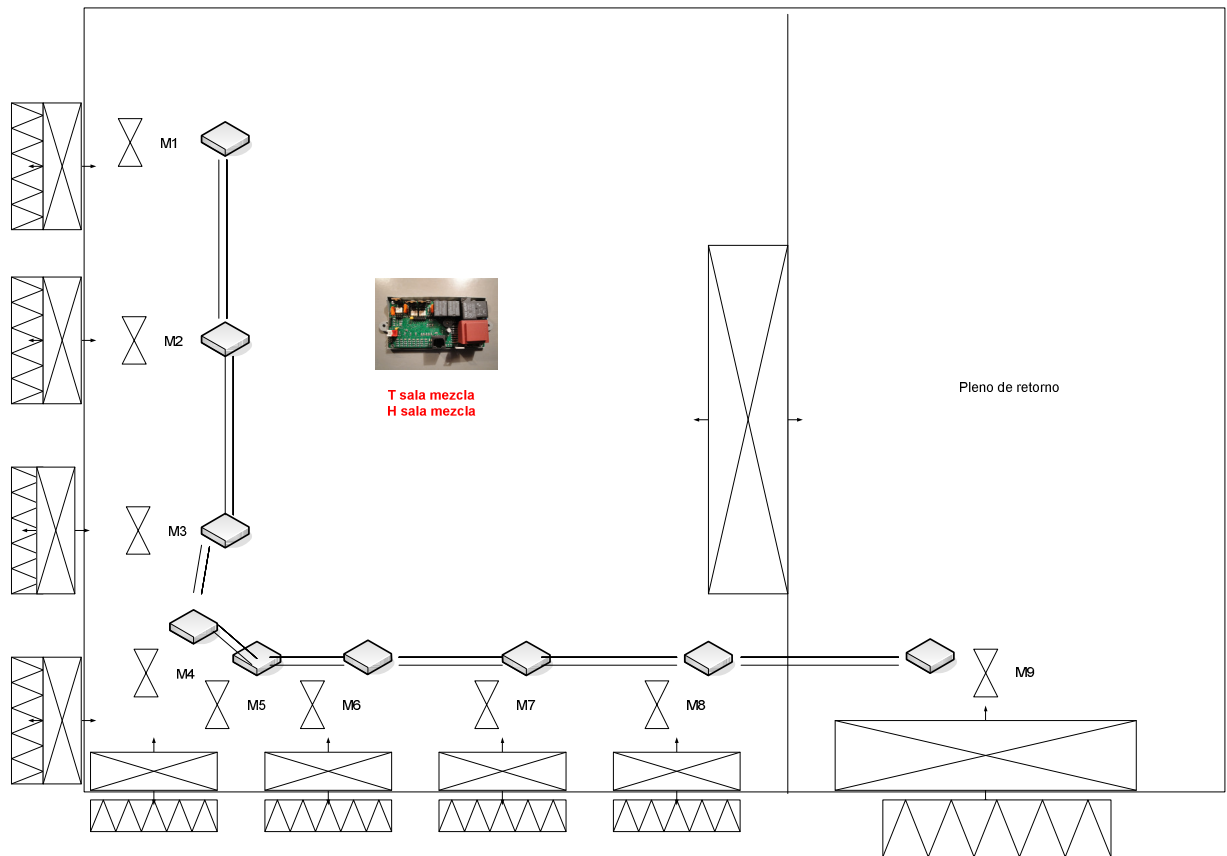 M1
M2
T sala mezcla
H sala mezcla
Pleno de retorno
M3
M4
M5
M6
M7
M8
M9